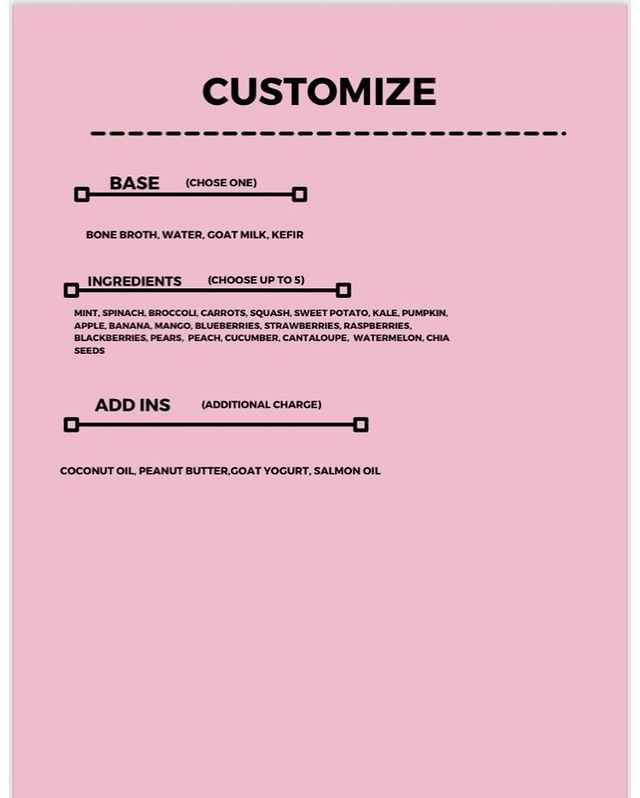 CUSTOMIZE
BASE (CHOSE ONE)
BONE BROTH, WATER, GOAT MILK, KEFIR
INGREDIENTS (CHOOSE UP TO 5)
MINT, SPINACH, BROCCOLI, CARROTS, SQUASH, SWEET POTATO, KALE, PUMPKIN,
APPLE, BANANA, MANGO, BLUEBERRIES, STRAWBERRIES, RASPBERRIES,
BLACKBERRIES, PEARS, PEACH, CUCUMBER, CANTALOUPE, WATERMELON, CHIA
SEEDS
ADD INS (ADDITIONAL CHARGE)
COCONUT OIL, PEANUT BUTTER,GOAT YOGURT, SALMON OIL